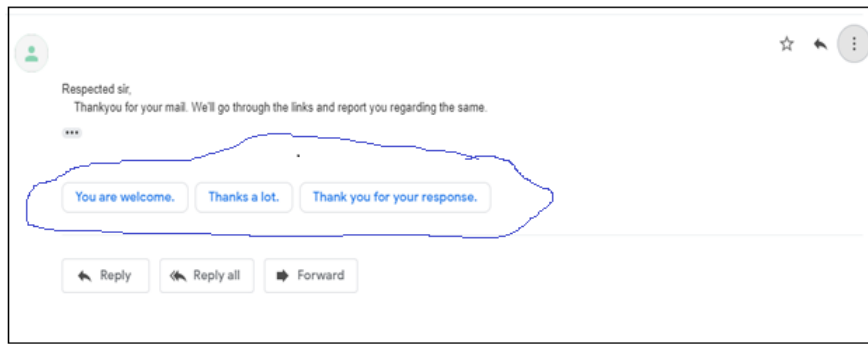 Respected sir,
Thankyou for your mail. We'll go through the links and report you regarding the same.
You are welcome. Thanks a lot. Thank you for your response.
Reply Reply all Forward